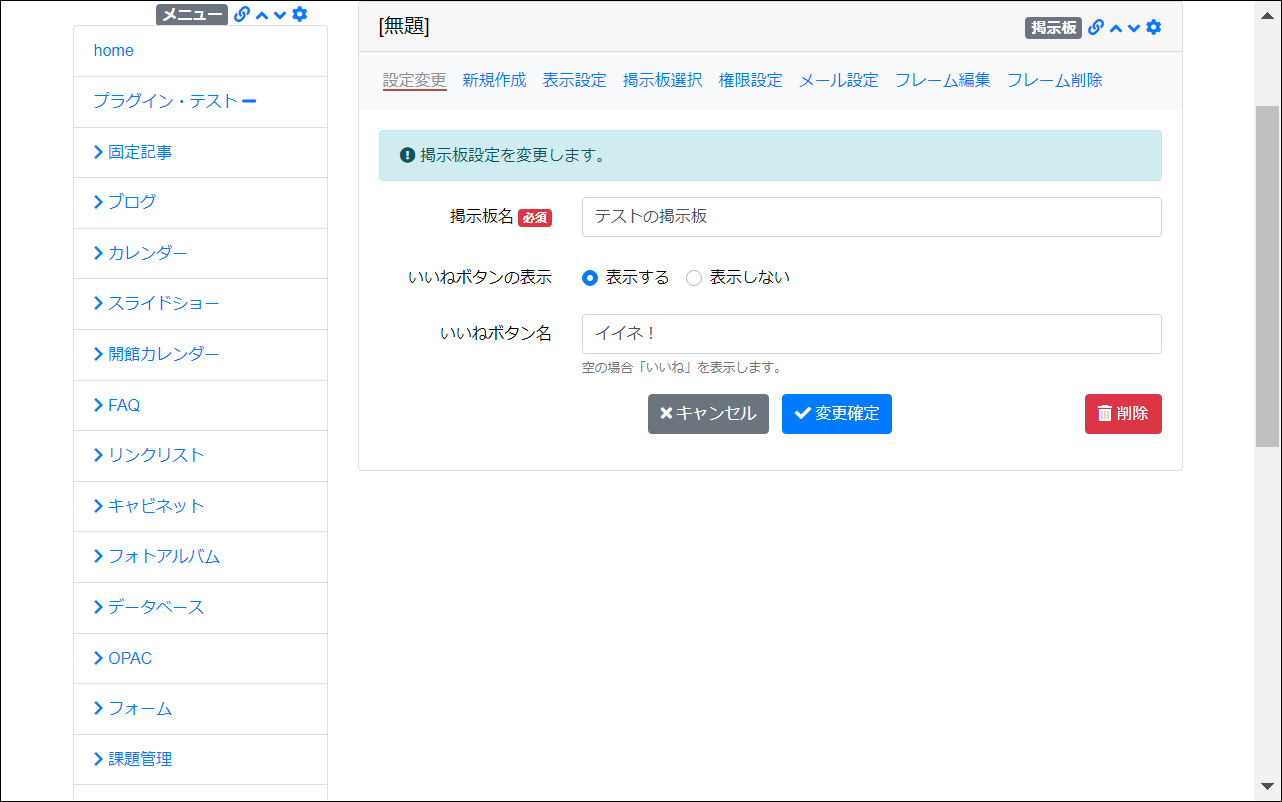 メニュー
home
プラグイン・テスト
固定記事
ブログ
カレンダー
スライドショー
開館カレンダー
FAQ
リンクリスト
キャビネット
フォトアルバム
データベース
OPAC
フォーム
課題管理
[無題]
掲示板
設定変更 新規作成 表示設定 掲示板選択 権限設定 メール設定 フレーム編集 フレーム削除
掲示板設定を変更します。
掲示板名 必須 テストの掲示板
いいねボタンの表示 表示する 表示しない
いいねボタン名 イイネ！
空の場合「いいね」を表示します。
キャンセル 変更確定 削除